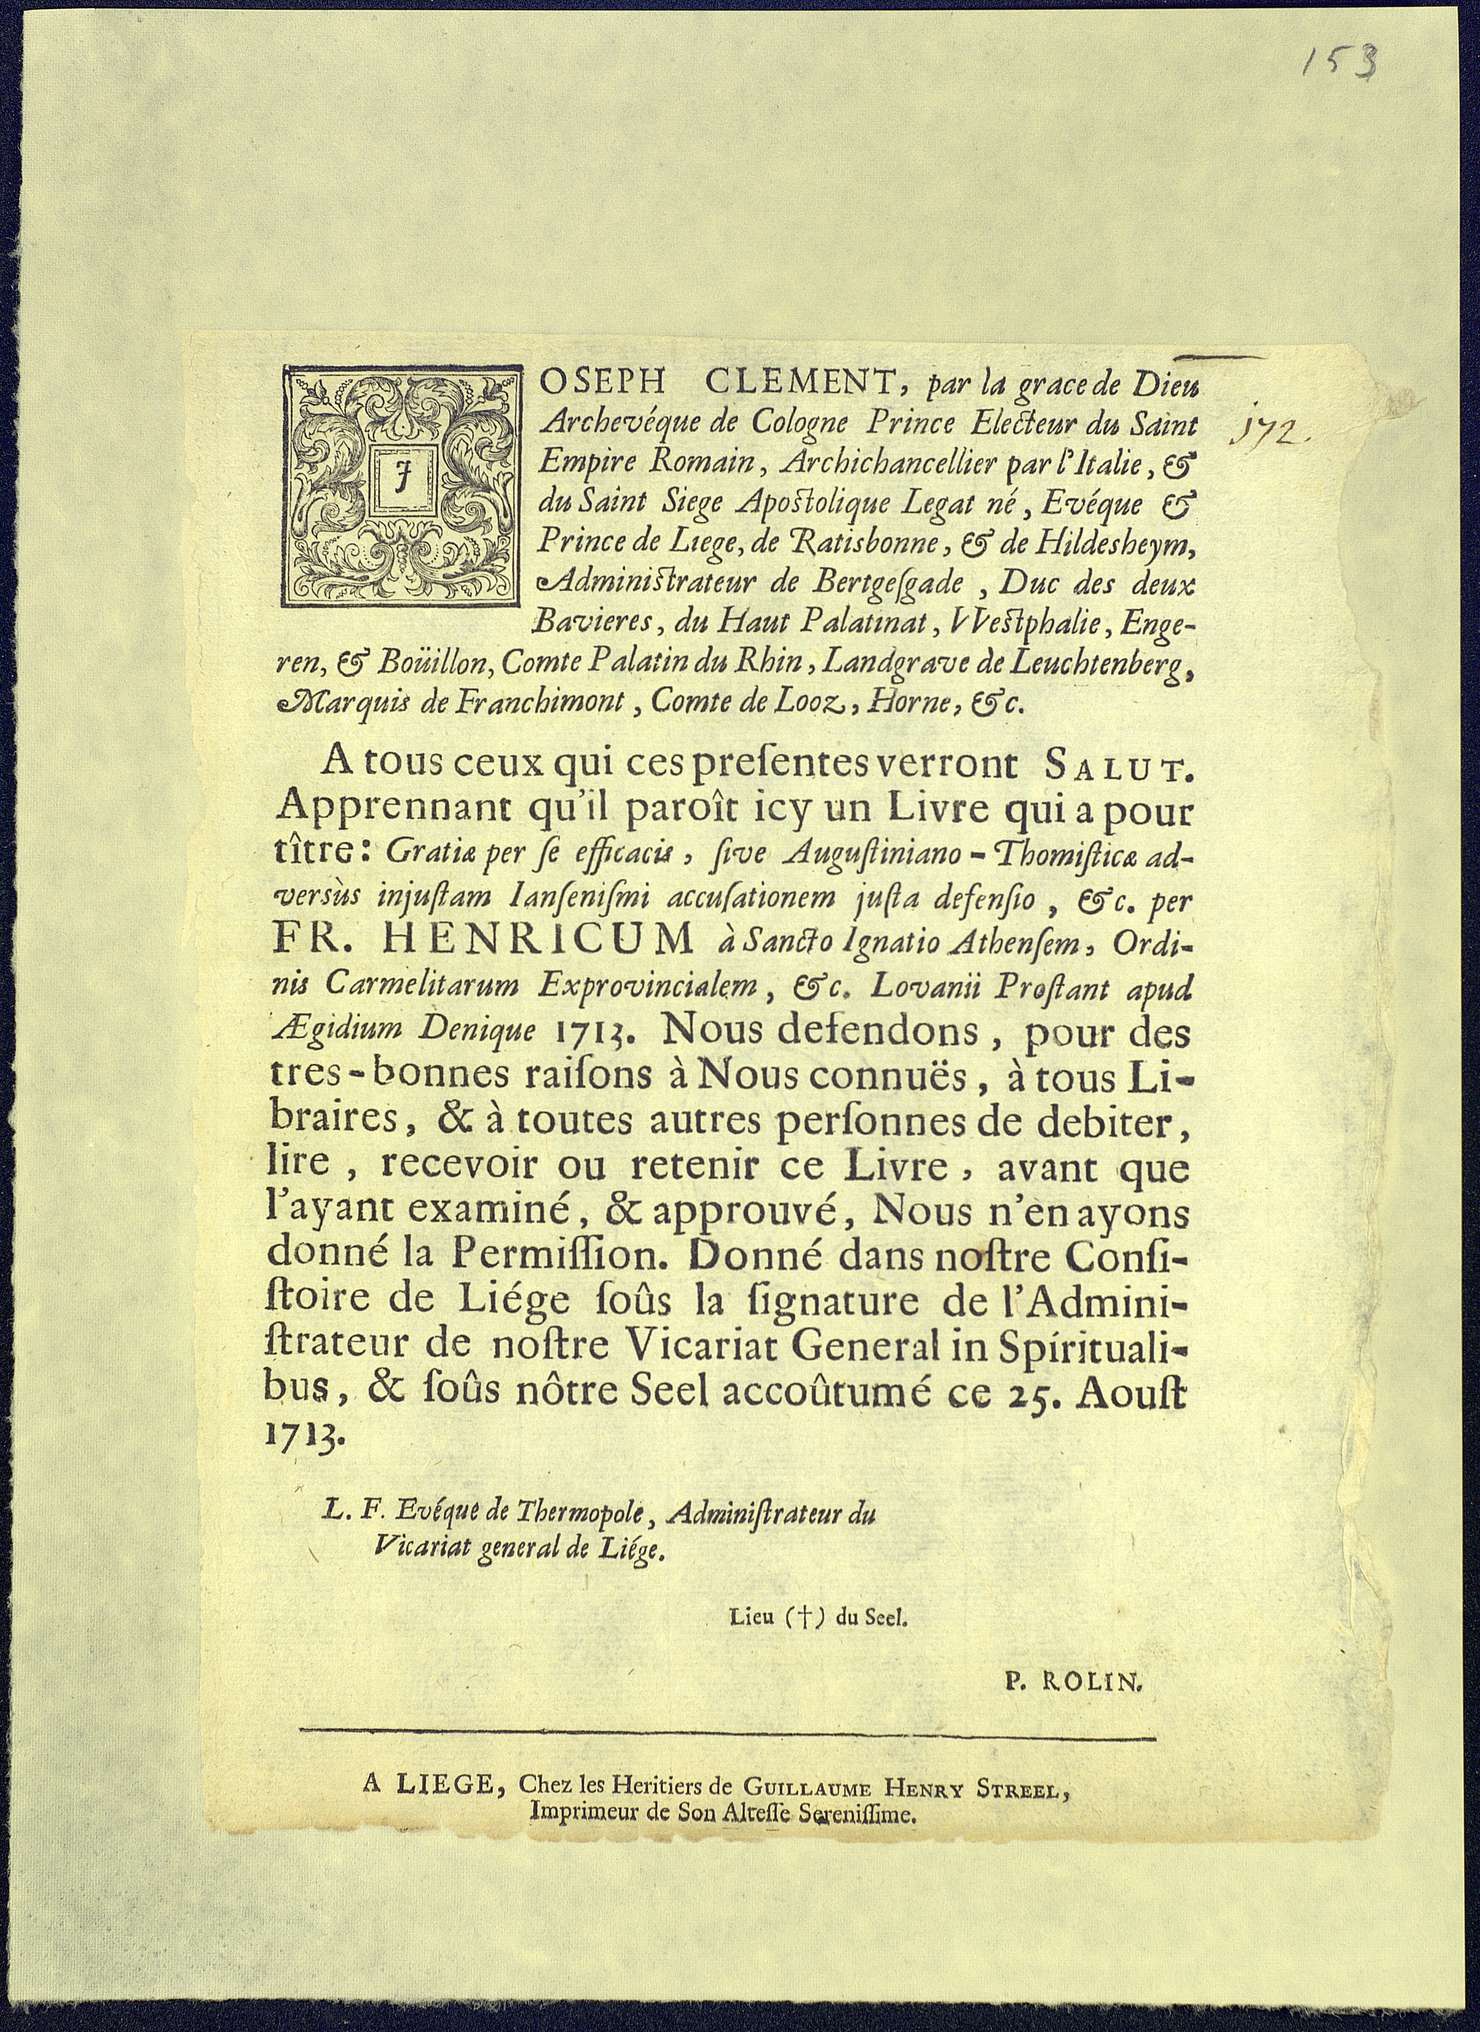 153
JOSEPH CLEMENT, par la grace de Dieu
Archevéque de Cologne Prince Electeur du Saint
172.
Empire Romain, Archichancellier par l'Italie, &
du Saint Siege Apostolique Legat né, Evéque &
Prince de Liege, de Ratisbonne, & de Hildesheym,
Administrateur de Bertgeſgade, Duc des deux
Bavieres, du Haut Palatinat, VVestphalie, Enge-
ren, & Boüillon, Comte Palatin du Rhin, Landgrave de Leuchtenberg,
Marquis de Franchimont, Comte de Looz, Horne, &c.
A tous ceux qui ces preſentes verront SALUT.
Apprennant qu'il paroît icy un Livre qui a pour
tître: Gratiæ per ſe efficacis, ſive Auguſtiniano-Thomiſticæ ad-
versùs injuſtam Ianſeniſmi accuſationem juſta defenſio, &c. per
FR. HENRICUM à Sancto Ignatio Athenſem, Ordi-
nis Carmelitarum Exprovincialem, &c. Lovanii Proſtant apud
Ægidium Denique 1713. Nous defendons, pour des
tres-bonnes raiſons à Nous connuës, à tous Li-
braires, & à toutes autres perſonnes de debiter,
lire, recevoir ou retenir ce Livre, avant que
l'ayant examiné, & approuvé, Nous n'en ayons
donné la Permiſſion. Donné dans noſtre Conſi-
ſtoire de Liége ſoûs la ſignature de l'Admini-
ſtrateur de noſtre Vicariat General in Spírituali-
bus, & ſoûs nôtre Seel accoûtumé ce 25. Aouſt
1713.
L. F. Evéque de Thermopole, Adminiſtrateur du
Vicariat general de Liége.
Lieu (†) du Seel.
P. ROLIN.
A LIEGE, Chez les Heritiers de GUILLAUME HENRY STREEL,
Imprimeur de Son Alteſſe Sereniſſime.